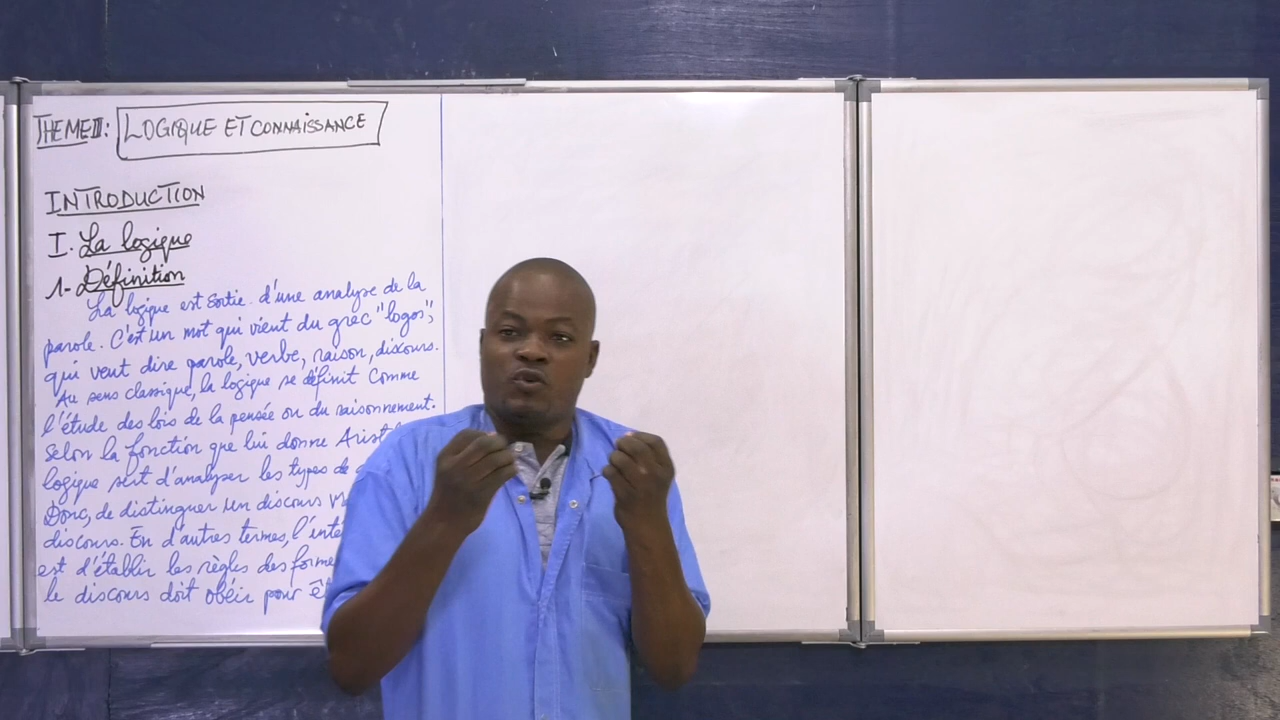 THEME II: LOGIQUE ET CONNAISSANCE
INTRODUCTION
I. La logique
1- Définition
La logique est sortie d'une analyse de la
parole. C'est un mot qui vient du grec "logos";
qui veut dire parole, verbe, raison, discours.
Au sens classique, la logique se définit comme
l'étude des lois de la pensée ou du raisonnement.
Selon la fonction que lui donne
logique sert d'analyser les types de
Donc, de distinguer un discours
discours. En d'autres termes,
est d'établir les règles des
le discours doit obéir pour